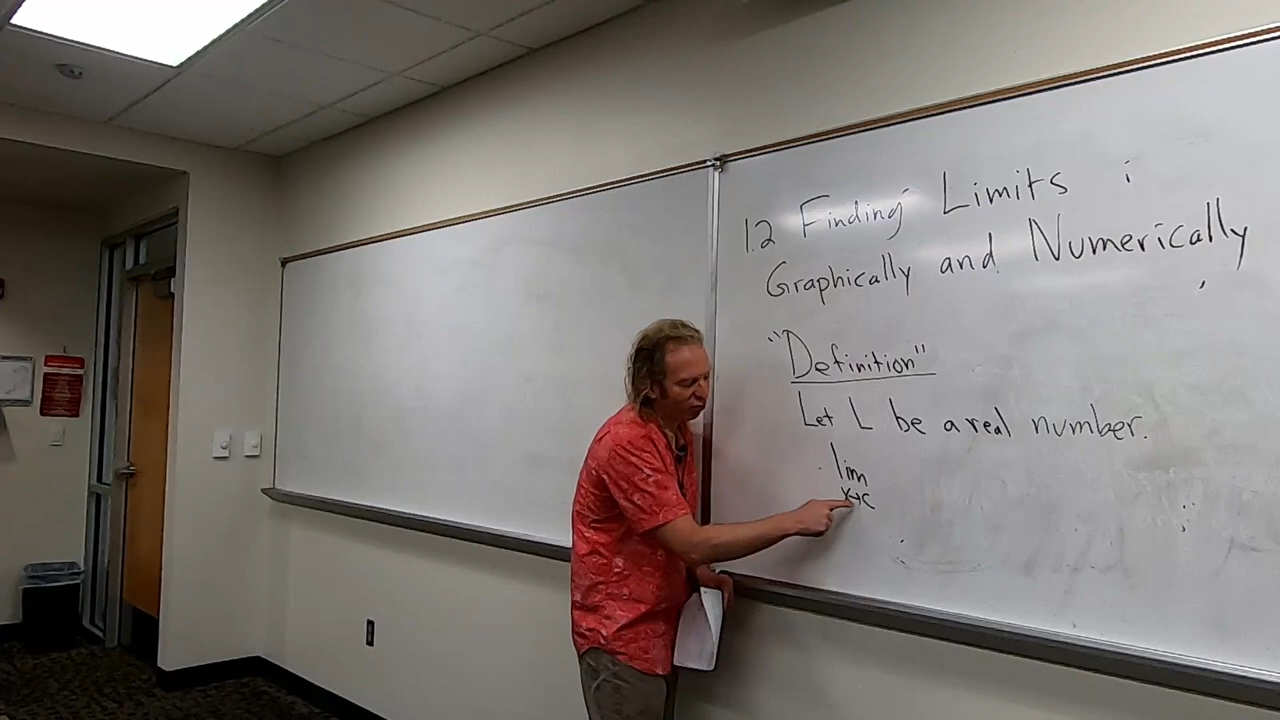 1.2 Finding Limits
Graphically and Numerically
"Definition"
Let L be a real number.
lim
x→c